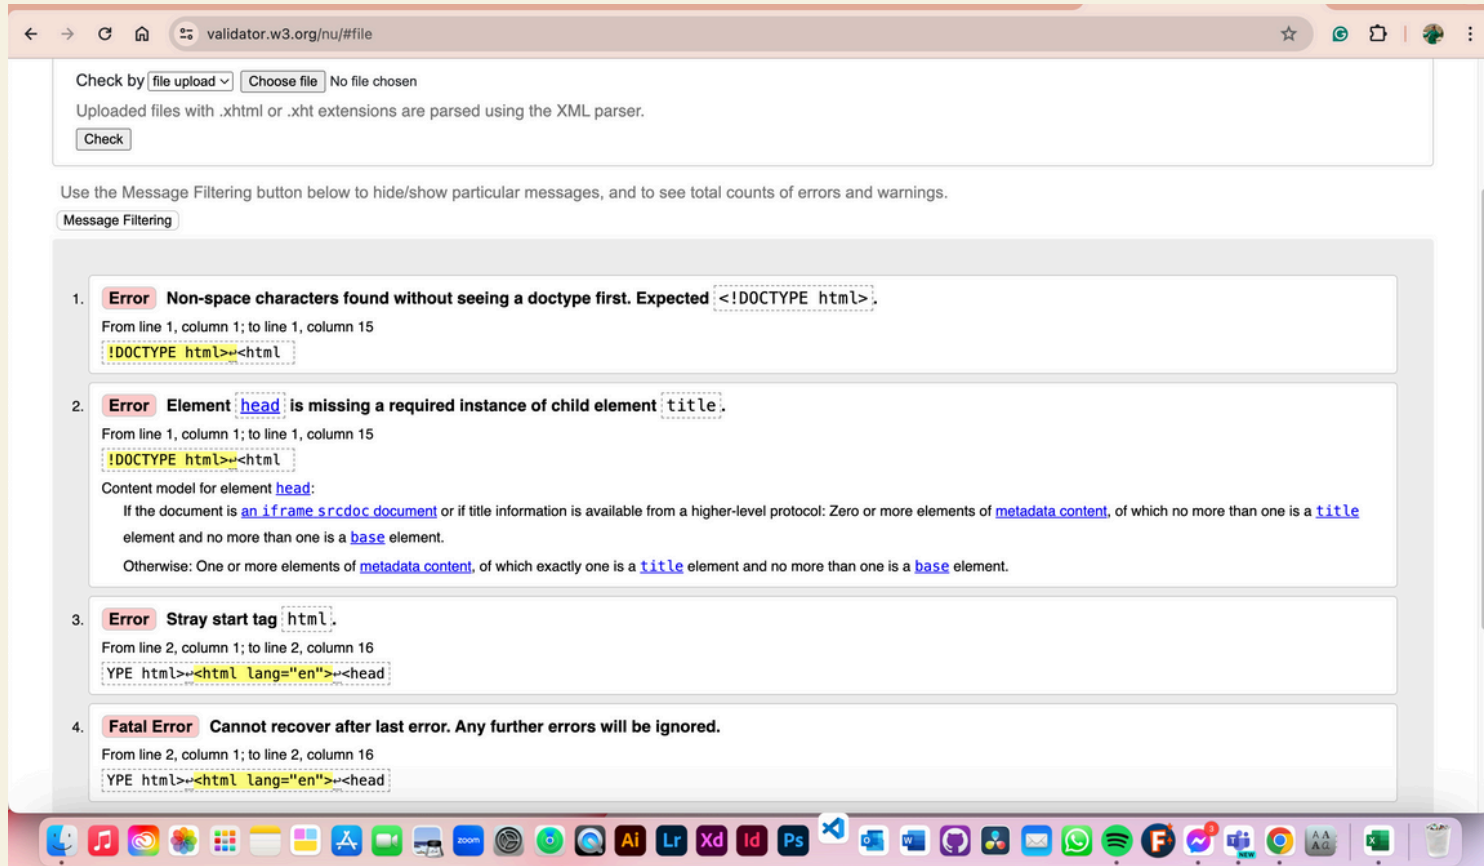 validator.w3.org/nu/#file
Check by file upload Choose file No file chosen
Uploaded files with .xhtml or .xht extensions are parsed using the XML parser.
Check
Use the Message Filtering button below to hide/show particular messages, and to see total counts of errors and warnings.
Message Filtering
1. Error Non-space characters found without seeing a doctype first. Expected <!DOCTYPE html>.
From line 1, column 1; to line 1, column 15
!DOCTYPE html>↩<html
2. Error Element head is missing a required instance of child element title.
From line 1, column 1; to line 1, column 15
!DOCTYPE html>↩<html
Content model for element head:
If the document is an iframe srcdoc document or if title information is available from a higher-level protocol: Zero or more elements of metadata content, of which no more than one is a title
element and no more than one is a base element.
Otherwise: One or more elements of metadata content, of which exactly one is a title element and no more than one is a base element.
3. Error Stray start tag html.
From line 2, column 1; to line 2, column 16
YPE html>↩<html lang="en">↩<head
4. Fatal Error Cannot recover after last error. Any further errors will be ignored.
From line 2, column 1; to line 2, column 16
YPE html>↩<html lang="en">↩<head
zoom Ai Lr Xd Id Ps 3 NEW